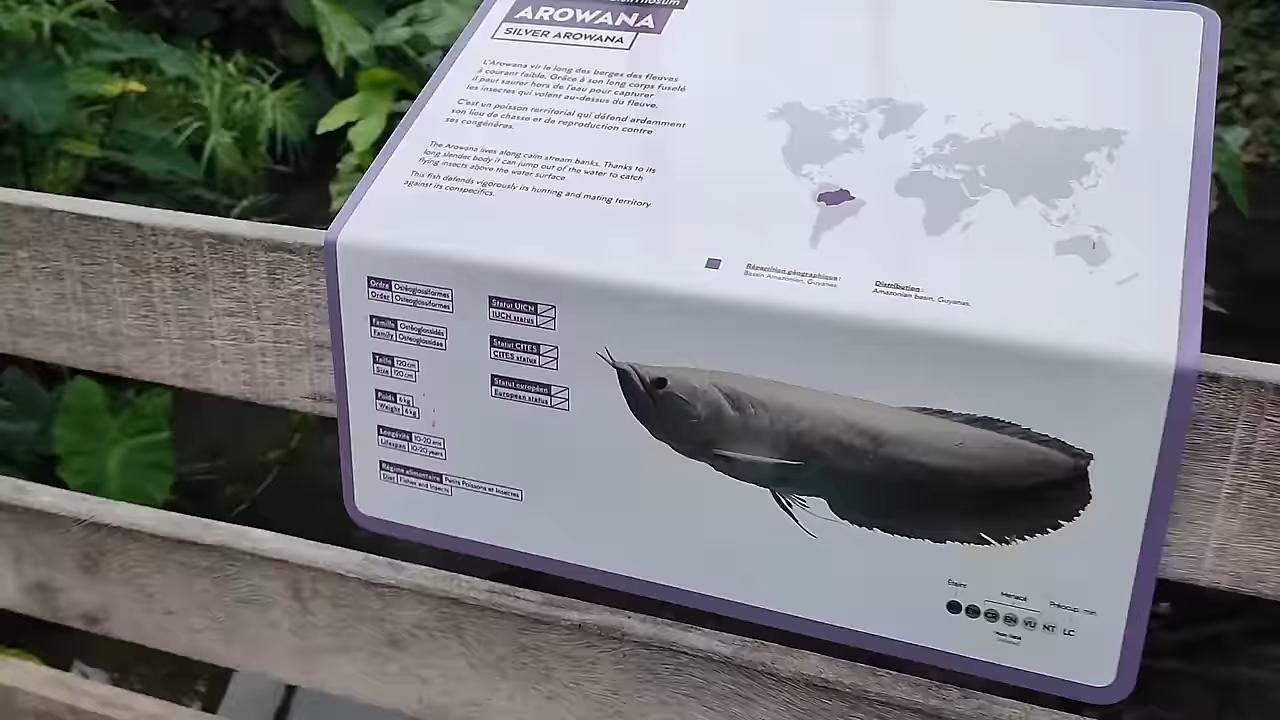 AROWANA
SILVER AROWANA
L'Arowana vit le long des berges des fleuves
à courant faible. Grâce à son long corps fuselé
il peut sauter hors de l'eau pour capturer
les insectes qui volent au-dessus du fleuve.
C'est un poisson territorial qui défend ardemment
son lieu de chasse et de reproduction contre
ses congénères.
The Arowana lives along calm stream banks. Thanks to its
long slender body it can jump out of the water to catch
flying insects above the water surface.
This fish defends vigorously its hunting and mating territory
against its conspecifics.
Répartition géographique :
Bassin Amazonien, Guyanes.
Distribution :
Amazonian basin, Guyanas.
Ordre Ostéoglossiformes
Order Osteoglossiformes
Famille Ostéoglossidés
Family Osteoglossidae
Taille 120 cm
Size 120 cm
Poids 6 kg
Weight 6 kg
Longévité 10-20 ans
Lifespan 10-20 years
Régime alimentaire Petits Poissons et Insectes
Diet Fishes and Insects
Statut UICN
IUCN status
Statut CITES
CITES status
Statut européen
European status
Éteint
Menacé
Préocup. min.
EW CR EN VU NT LC